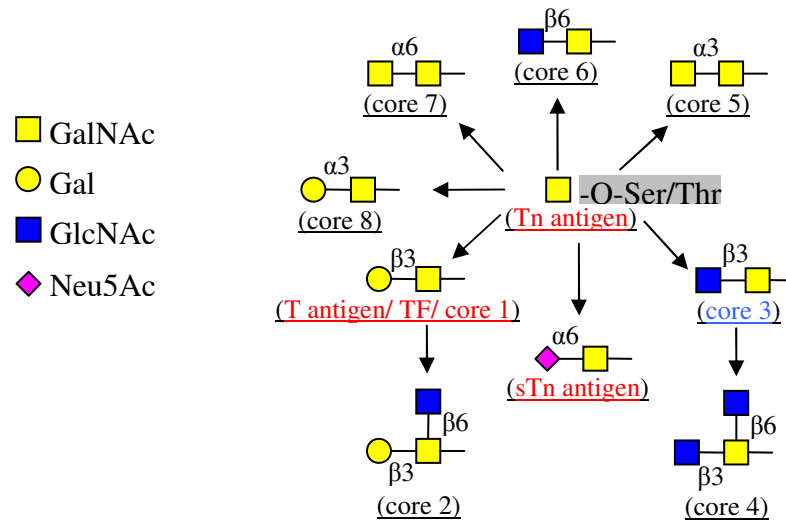 β6
(core 6)
α6
(core 7)
α3
(core 5)
GalNAc
Gal
GlcNAc
Neu5Ac
α3
(core 8)
-O-Ser/Thr
(Tn antigen)
β3
(T antigen/ TF/ core 1)
β3
(core 3)
α6
(sTn antigen)
β6
β3
(core 2)
β6
β3
(core 4)